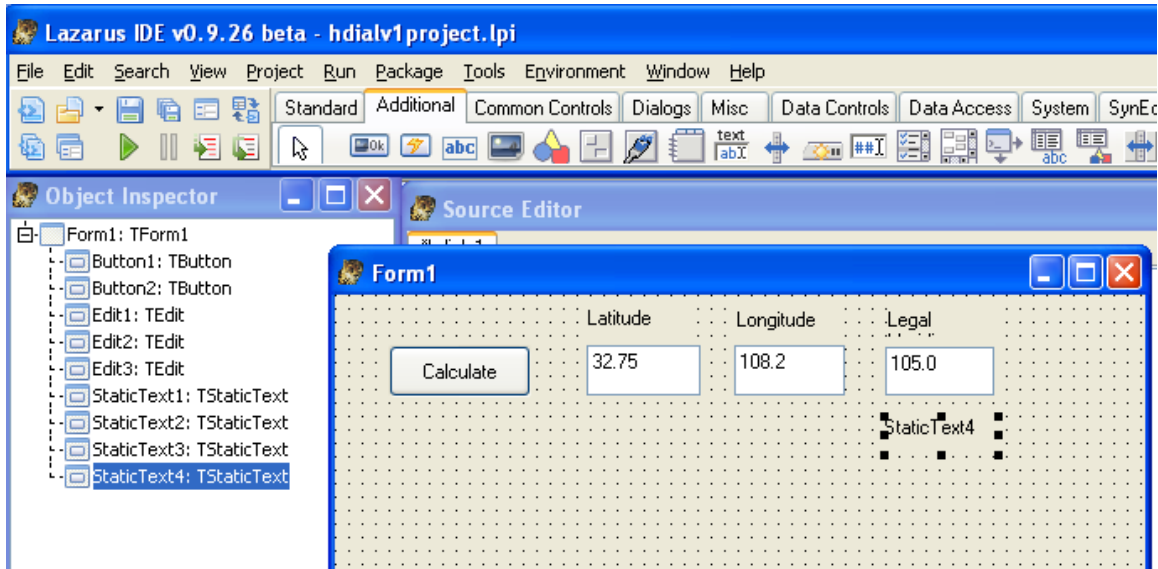 Lazarus IDE v0.9.26 beta - hdialv1project.lpi
File Edit Search View Project Run Package Tools Environment Window Help
Standard Additional Common Controls Dialogs Misc Data Controls Data Access System SynEd
Ok abc text abI ##I abc
Object Inspector
Source Editor
Form1: TForm1
Button1: TButton
Button2: TButton
Edit1: TEdit
Edit2: TEdit
Edit3: TEdit
StaticText1: TStaticText
StaticText2: TStaticText
StaticText3: TStaticText
StaticText4: TStaticText
Form1
Latitude Longitude Legal
Calculate 32.75 108.2 105.0
StaticText4